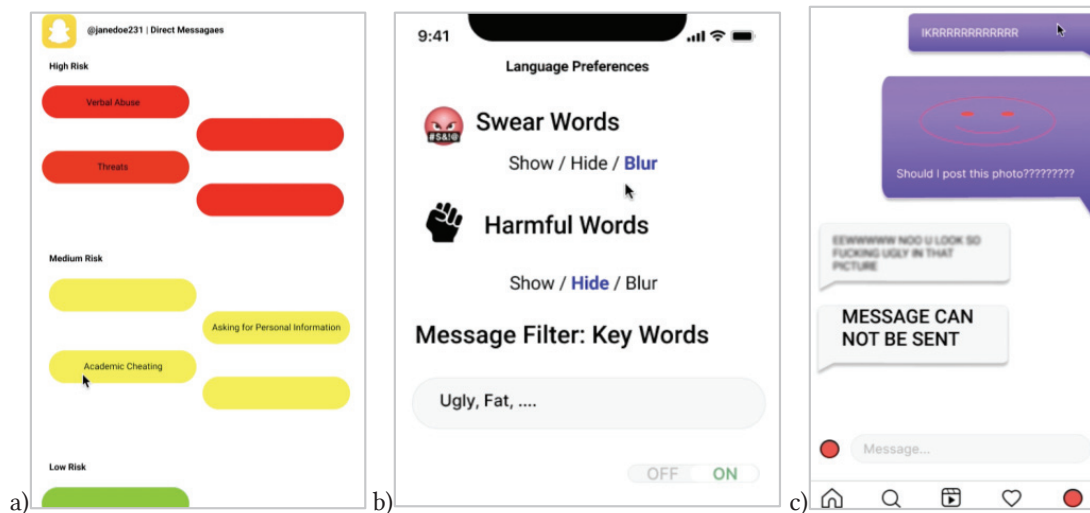 @janedoe231 | Direct Messagaes
High Risk
Verbal Abuse
Threats
Medium Risk
Asking for Personal Information
Academic Cheating
Low Risk
a)
9:41
Language Preferences
#$&!@
Swear Words
Show / Hide / Blur
Harmful Words
Show / Hide / Blur
Message Filter: Key Words
Ugly, Fat, ....
OFF ON
b)
IKRRRRRRRRRRRR
Should I post this photo?????????
EEWWWWW NOO U LOOK SO
FUCKING UGLY IN THAT
PICTURE
MESSAGE CAN
NOT BE SENT
Message...
c)